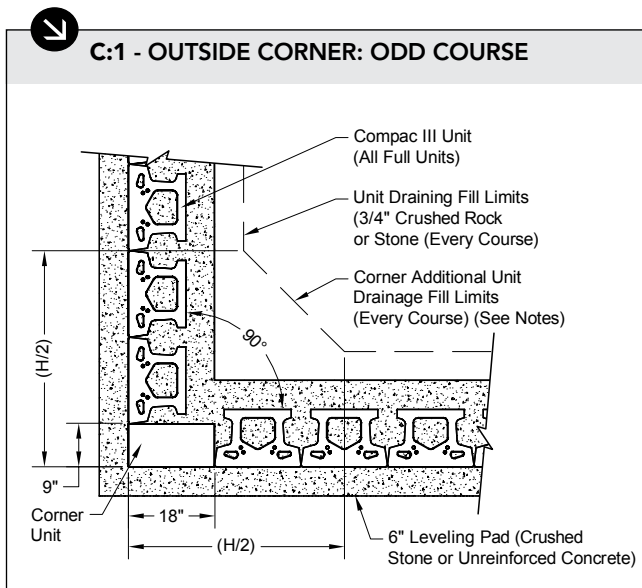 C:1 - OUTSIDE CORNER: ODD COURSE
Compac III Unit
(All Full Units)
Unit Draining Fill Limits
(3/4" Crushed Rock
or Stone (Every Course)
Corner Additional Unit
Drainage Fill Limits
(Every Course) (See Notes)
(H/2)
90°
9"
Corner
Unit
18"
(H/2)
6" Leveling Pad (Crushed
Stone or Unreinforced Concrete)